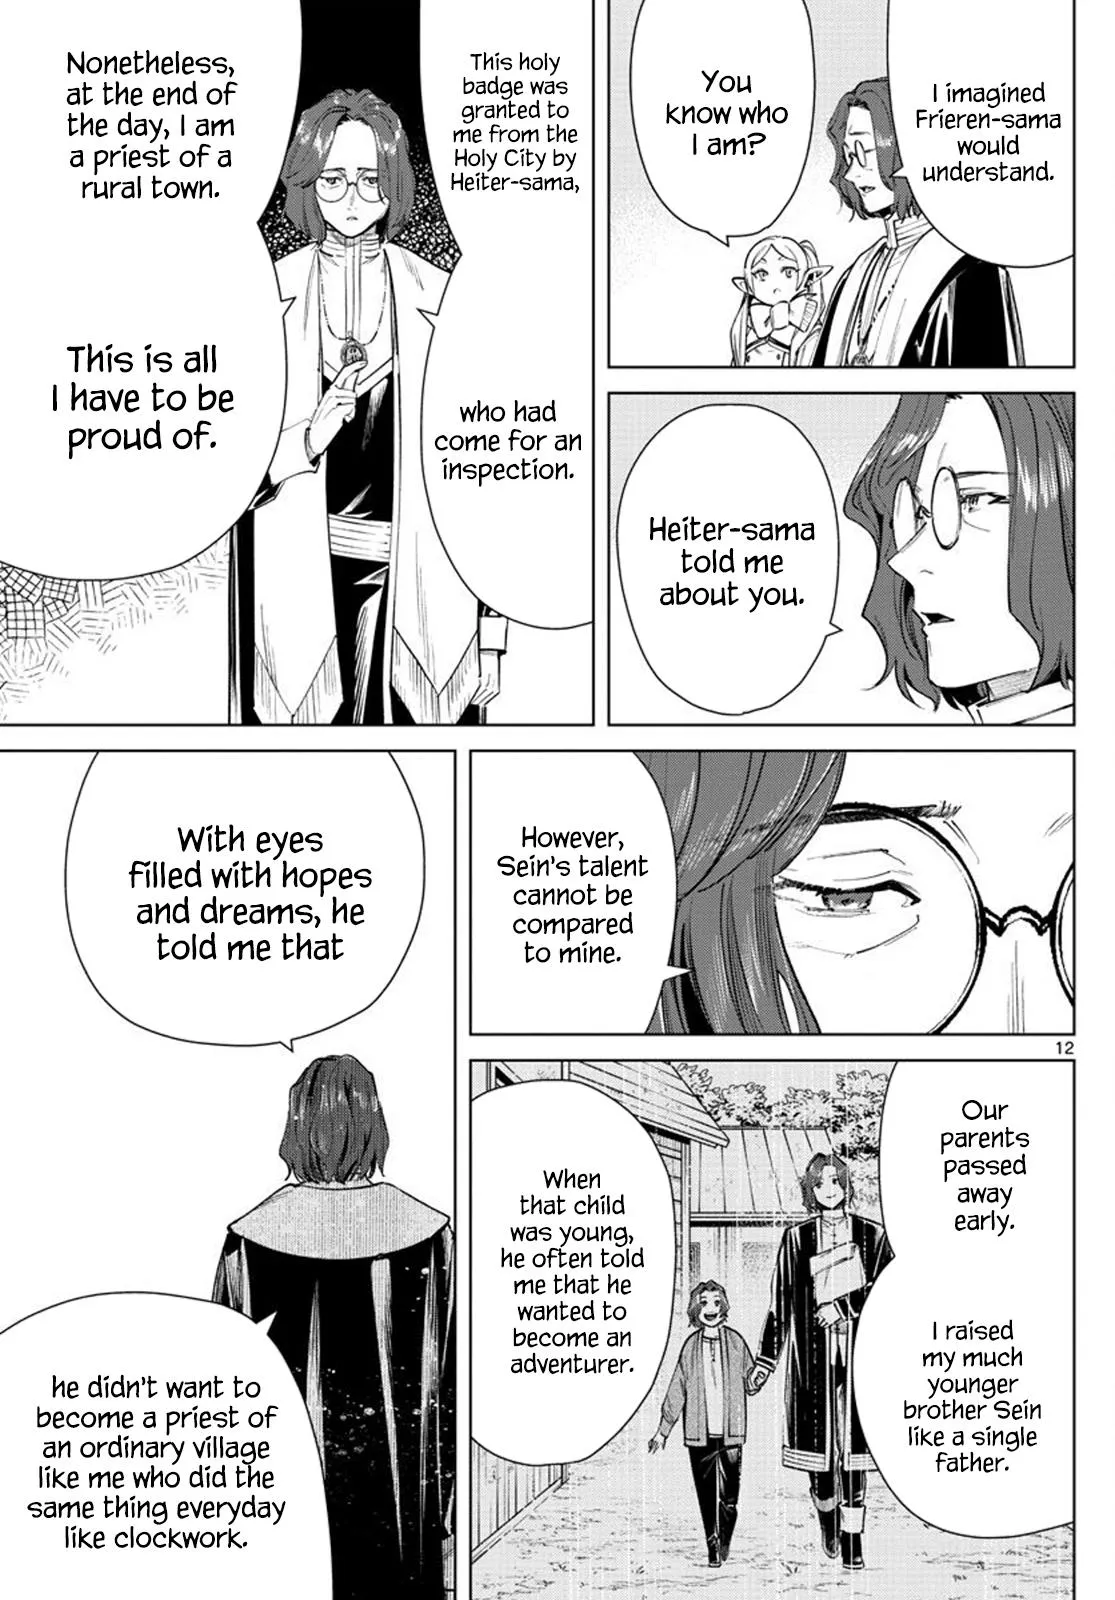 I imagined
Frieren-sama
would
understand.
You
know who
I am?
Heiter-sama
told me
about you.
This holy
badge was
granted to
me from the
Holy City by
Heiter-sama,
who had
come for an
inspection.
Nonetheless,
at the end of
the day, I am
a priest of a
rural town.
This is all
I have to be
proud of.
However,
Sein's talent
cannot be
compared
to mine.
12
Our
parents
passed
away
early.
I raised
my much
younger
brother Sein
like a single
father.
When
that child
was young,
he often told
me that he
wanted to
become an
adventurer.
With eyes
filled with hopes
and dreams, he
told me that
he didn't want to
become a priest of
an ordinary village
like me who did the
same thing everyday
like clockwork.